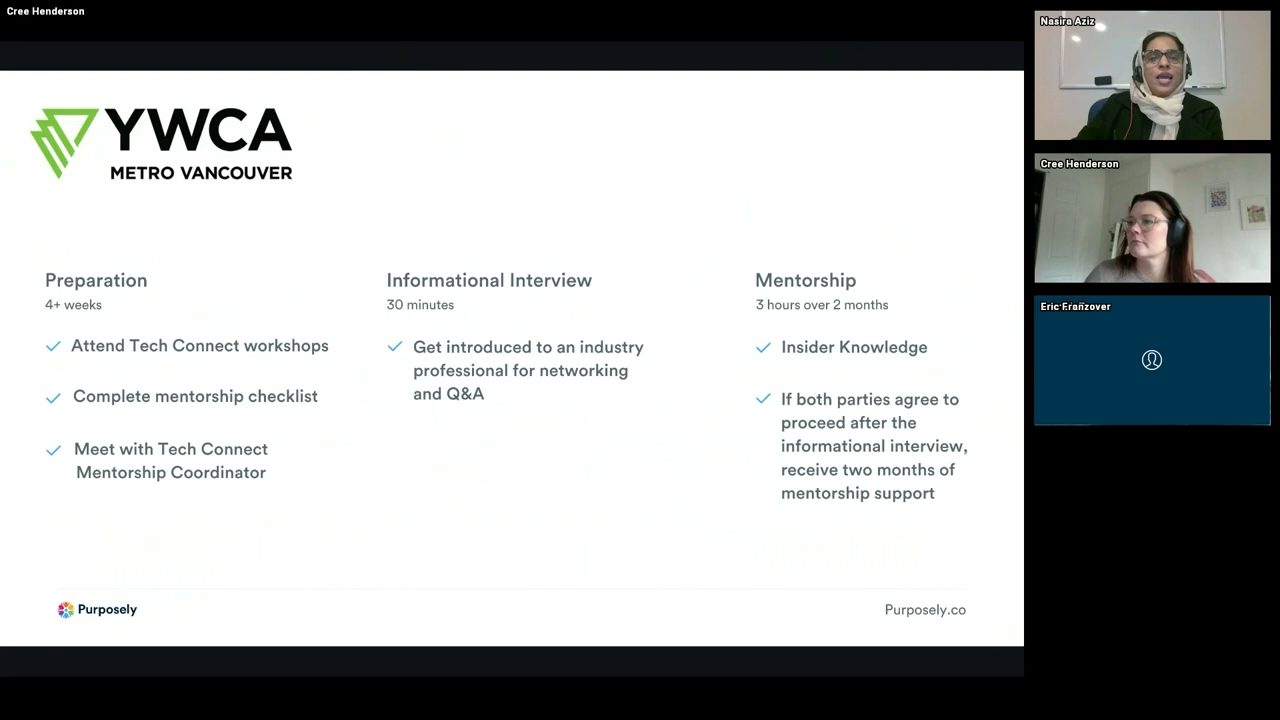 Cree Henderson
YWCA
METRO VANCOUVER
Preparation
4+ weeks
Attend Tech Connect workshops
Complete mentorship checklist
Meet with Tech Connect
Mentorship Coordinator
Informational Interview
30 minutes
Get introduced to an industry
professional for networking
and Q&A
Mentorship
3 hours over 2 months
Insider Knowledge
If both parties agree to
proceed after the
informational interview,
receive two months of
mentorship support
Purposely
Purposely.co
Nasira Aziz
Cree Henderson
Eric Franzover